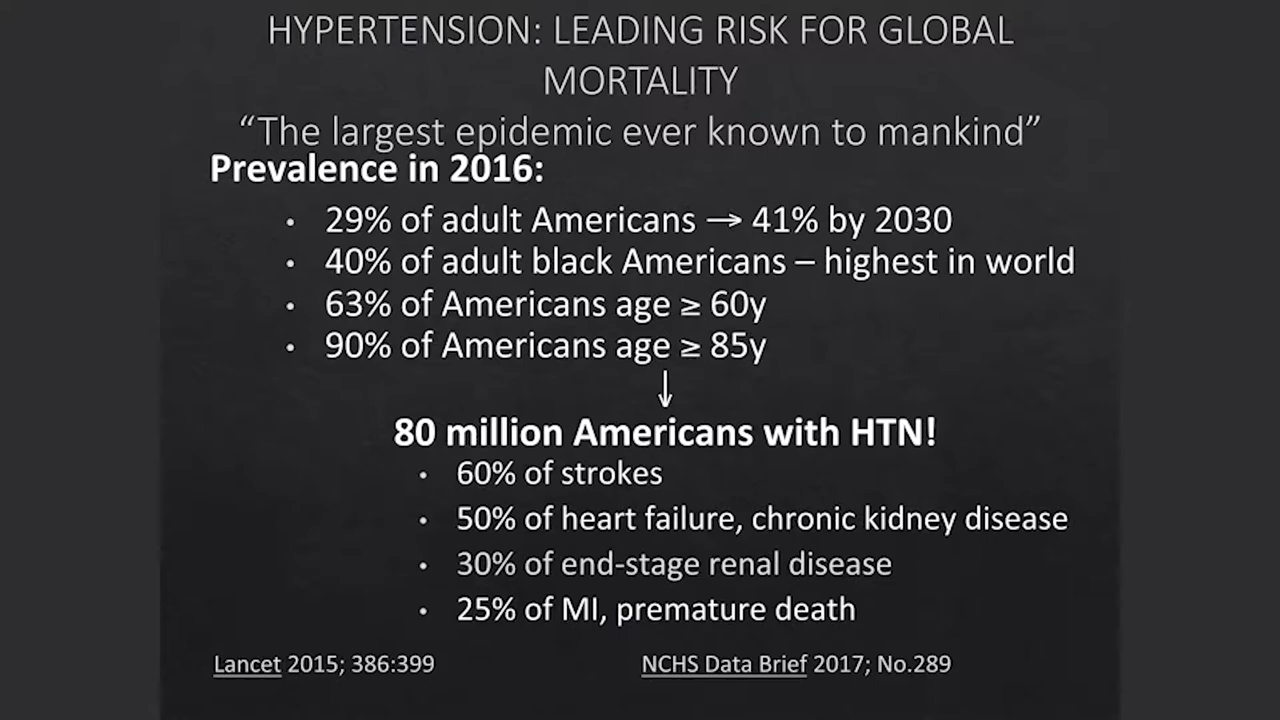 HYPERTENSION: LEADING RISK FOR GLOBAL
MORTALITY
“The largest epidemic ever known to mankind”
Prevalence in 2016:
• 29% of adult Americans → 41% by 2030
• 40% of adult black Americans – highest in world
• 63% of Americans age ≥ 60y
• 90% of Americans age ≥ 85y
↓
80 million Americans with HTN!
• 60% of strokes
• 50% of heart failure, chronic kidney disease
• 30% of end-stage renal disease
• 25% of MI, premature death
Lancet 2015; 386:399 NCHS Data Brief 2017; No.289